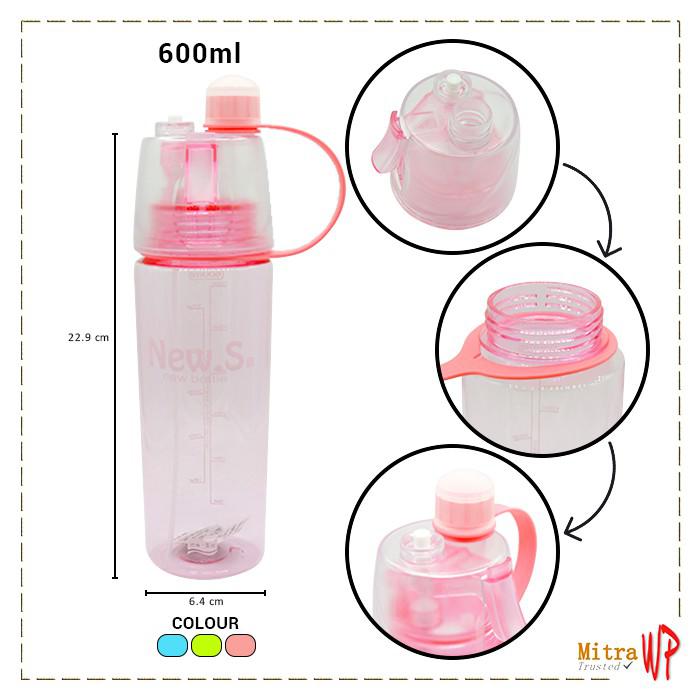 600ml
22.9 cm
New.S.
new bottle
6.4 cm
COLOUR
Mitra WP
Trusted